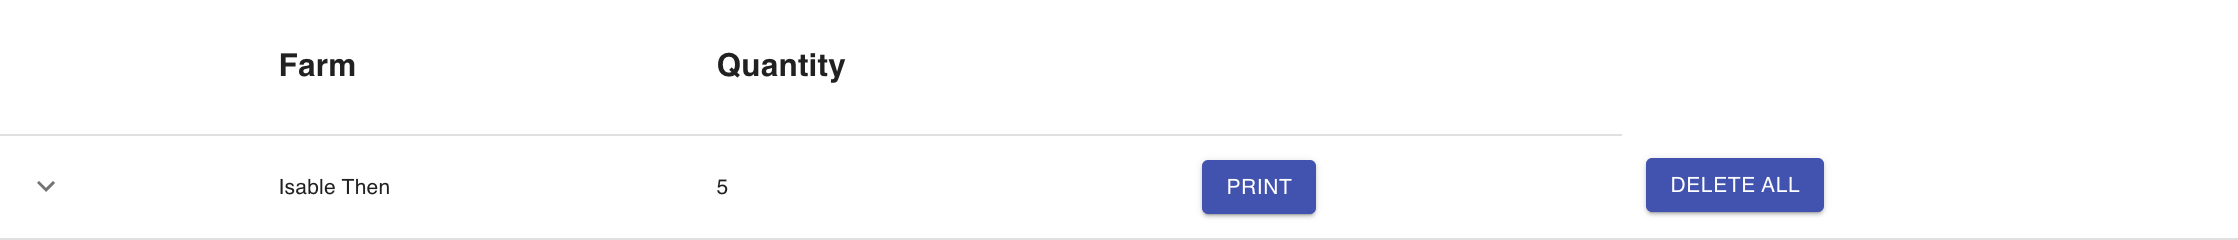 Farm Quantity
Isable Then 5 PRINT DELETE ALL